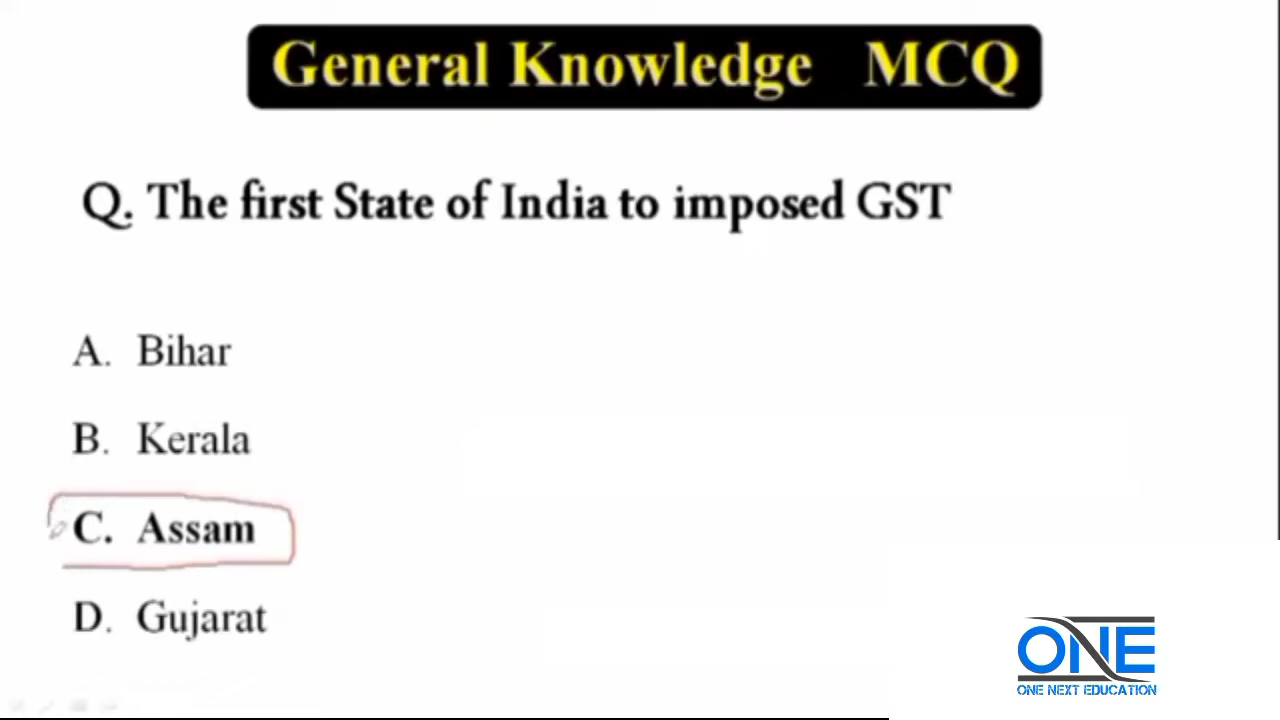 General Knowledge MCQ
Q. The first State of India to imposed GST
A. Bihar
B. Kerala
C. Assam
D. Gujarat
ONE
ONE NEXT EDUCATION